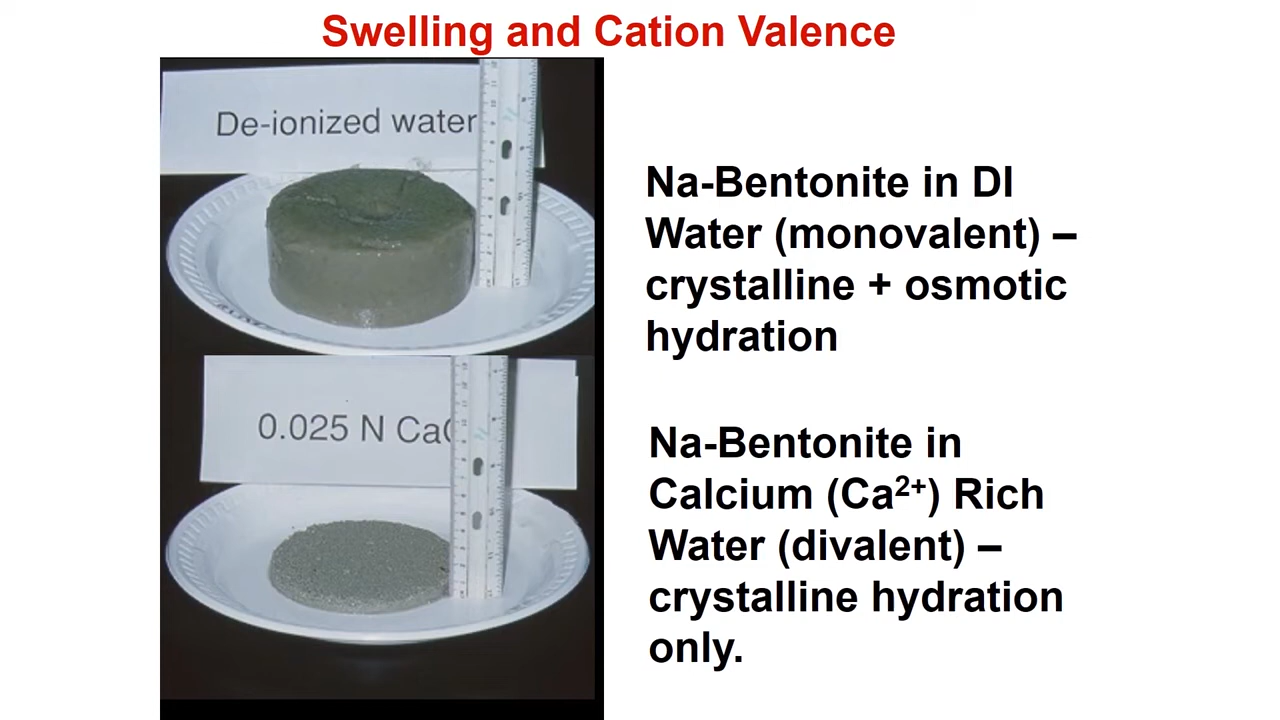 Swelling and Cation Valence
De-ionized water
Na-Bentonite in DI
Water (monovalent) –
crystalline + osmotic
hydration
0.025 N Ca
Na-Bentonite in
Calcium (Ca²⁺) Rich
Water (divalent) –
crystalline hydration
only.